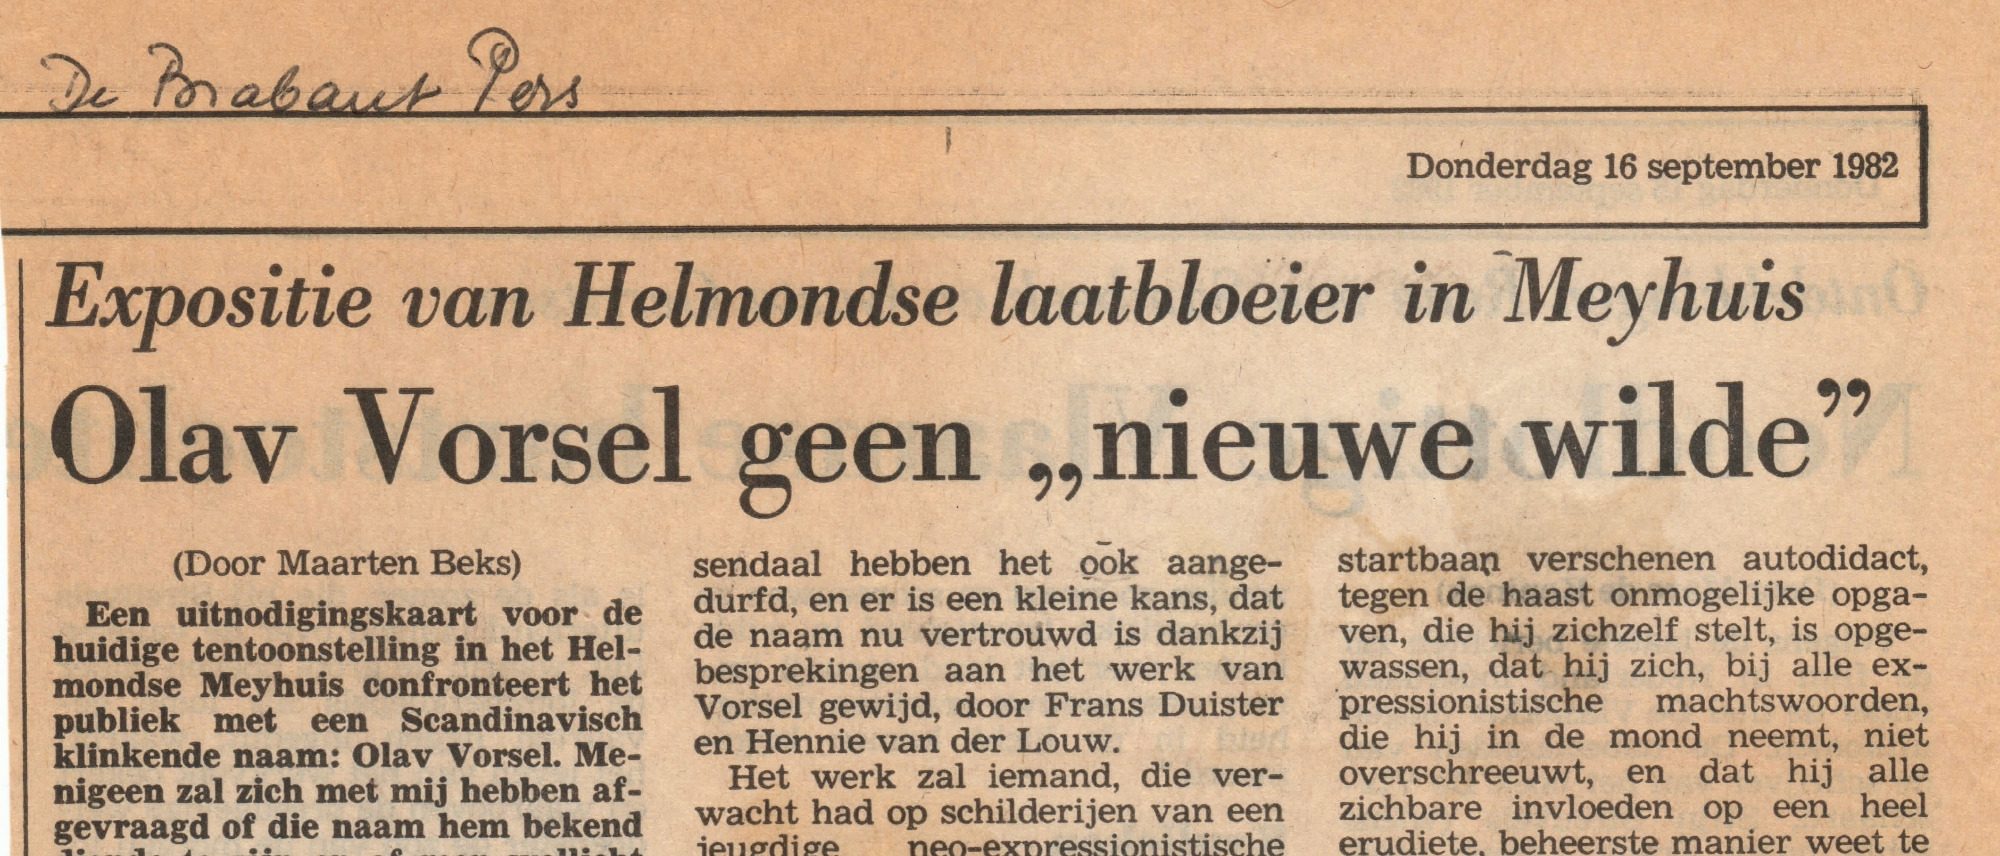 De Brabant Pers
Donderdag 16 september 1982
Expositie van Helmondse laatbloeier in Meyhuis
Olav Vorsel geen „nieuwe wilde”
(Door Maarten Beks)
Een uitnodigingskaart voor de
huidige tentoonstelling in het Hel-
mondse Meyhuis confronteert het
publiek met een Scandinavisch
klinkende naam: Olav Vorsel. Me-
nigeen zal zich met mij hebben af-
gevraagd of die naam hem bekend
sendaal hebben het ook aange-
durfd, en er is een kleine kans, dat
de naam nu vertrouwd is dankzij
besprekingen aan het werk van
Vorsel gewijd, door Frans Duister
en Hennie van der Louw.
Het werk zal iemand, die ver-
wacht had op schilderijen van een
jeugdige neo-expressionistische
startbaan verschenen autodidact,
tegen de haast onmogelijke opga-
ven, die hij zichzelf stelt, is opge-
wassen, dat hij zich, bij alle ex-
pressionistische machtswoorden,
die hij in de mond neemt, niet
overschreeuwt, en dat hij alle
zichbare invloeden op een heel
erudiete, beheerste manier weet te